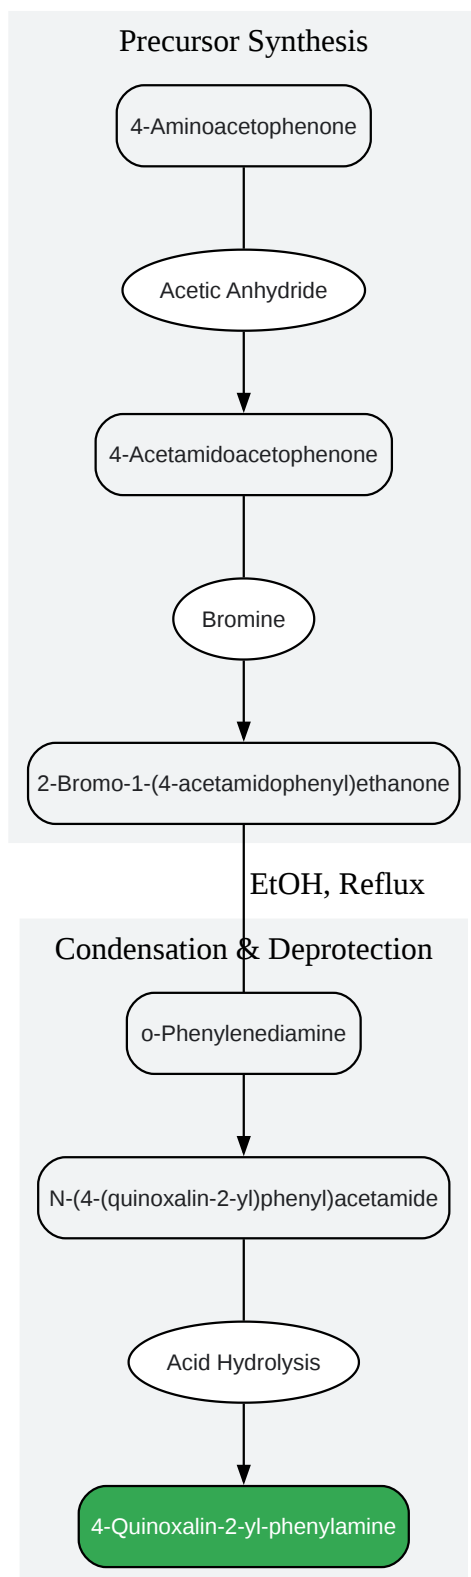 Precursor Synthesis
4-Aminoacetophenone
Acetic Anhydride
4-Acetamidoacetophenone
Bromine
2-Bromo-1-(4-acetamidophenyl)ethanone
EtOH, Reflux
Condensation & Deprotection
o-Phenylenediamine
N-(4-(quinoxalin-2-yl)phenyl)acetamide
Acid Hydrolysis
4-Quinoxalin-2-yl-phenylamine